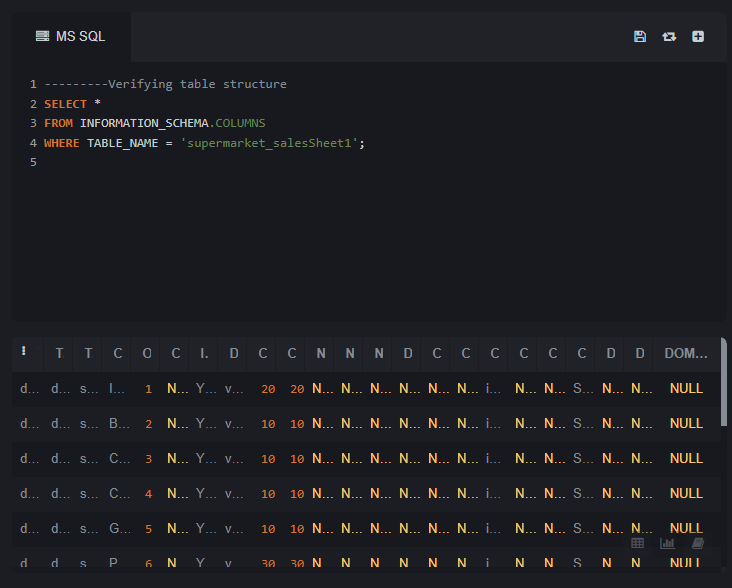 MS SQL
1 ---------Verifying table structure
2 SELECT *
3 FROM INFORMATION_SCHEMA.COLUMNS
4 WHERE TABLE_NAME = 'supermarket_salesSheet1';
5
T T C O C I. D C C N N N D C C C C C C D D DOM...
d... d... s... I... 1 N... Y... v... 20 20 N... N... N... N... N... N... i... N... N... S... N... N... NULL
d... d... s... B... 2 N... Y... v... 10 10 N... N... N... N... N... N... i... N... N... S... N... N... NULL
d... d... s... C... 3 N... Y... v... 10 10 N... N... N... N... N... N... i... N... N... S... N... N... NULL
d... d... s... C... 4 N... Y... v... 10 10 N... N... N... N... N... N... i... N... N... S... N... N... NULL
d... d... s... G... 5 N... Y... v... 10 10 N... N... N... N... N... N... i... N... N... S... N... N... NULL
d d s P 6 N Y v 30 30 N N N N N N i N N S N N NULL